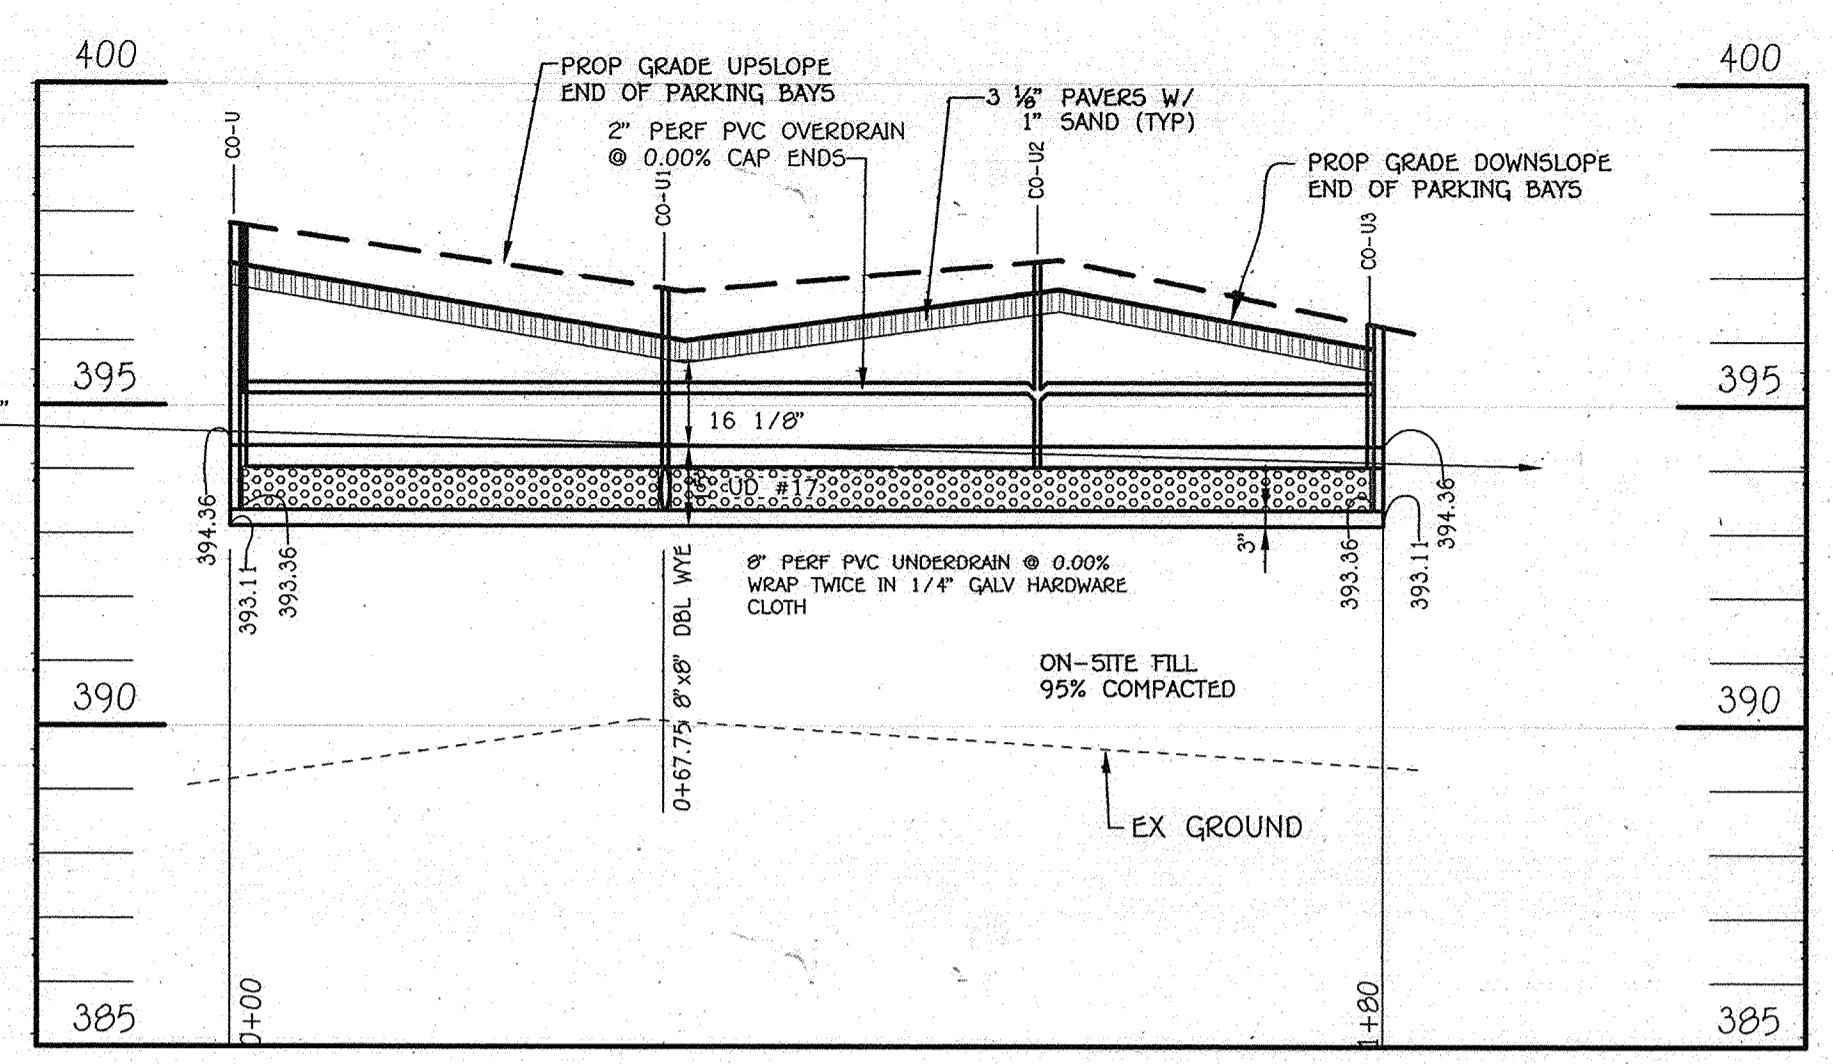 400
400
PROP GRADE UPSLOPE
END OF PARKING BAYS
3 ⅛" PAVERS W/
1" SAND (TYP)
2" PERF PVC OVERDRAIN
@ 0.00% CAP ENDS
PROP GRADE DOWNSLOPE
END OF PARKING BAYS
CO-U
CO-U1
CO-U2
CO-U3
395
395
"
16 1/8"
15"
UD #17
394.36
393.11
393.36
3"
393.36
393.11
394.36
8" PERF PVC UNDERDRAIN @ 0.00%
WRAP TWICE IN 1/4" GALV HARDWARE
CLOTH
0+67.75 8"x8" DBL WYE
ON-SITE FILL
95% COMPACTED
390
390
EX GROUND
385
385
0+00
1+80